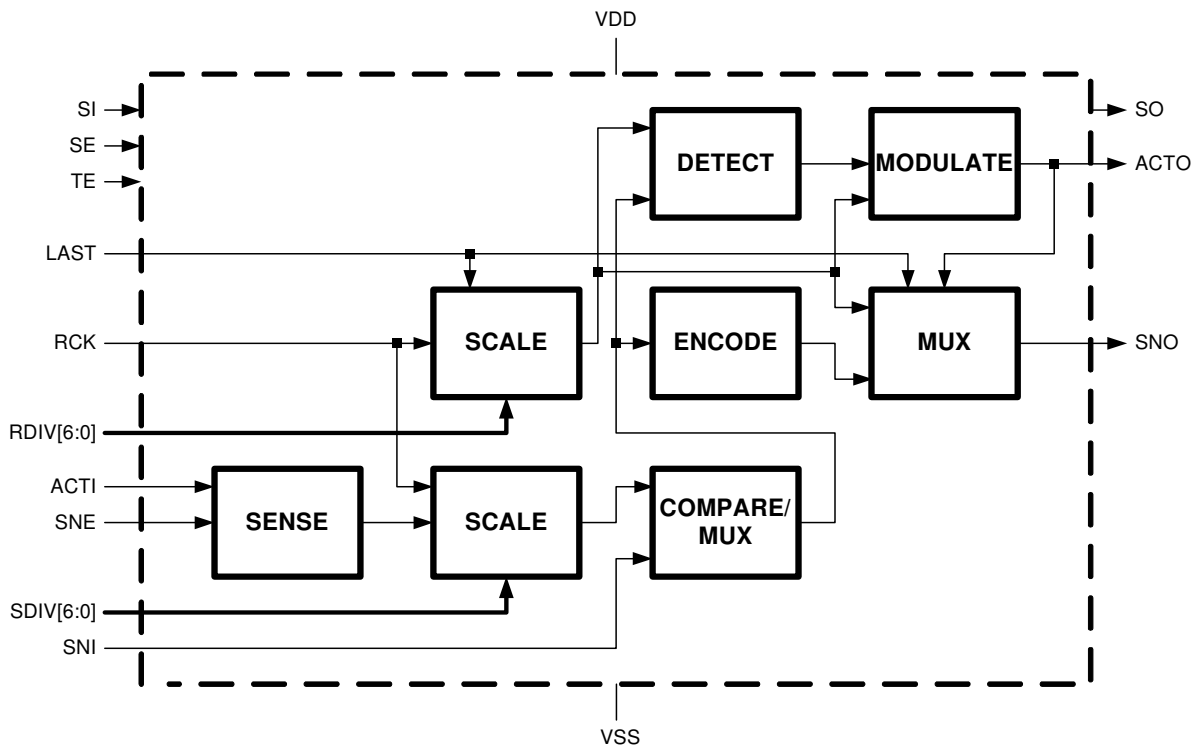 VDD
SI
SO
SE
DETECT
MODULATE
ACTO
TE
LAST
RCK
SCALE
ENCODE
MUX
SNO
RDIV[6:0]
ACTI
SNE
SENSE
SCALE
COMPARE/
MUX
SDIV[6:0]
SNI
VSS